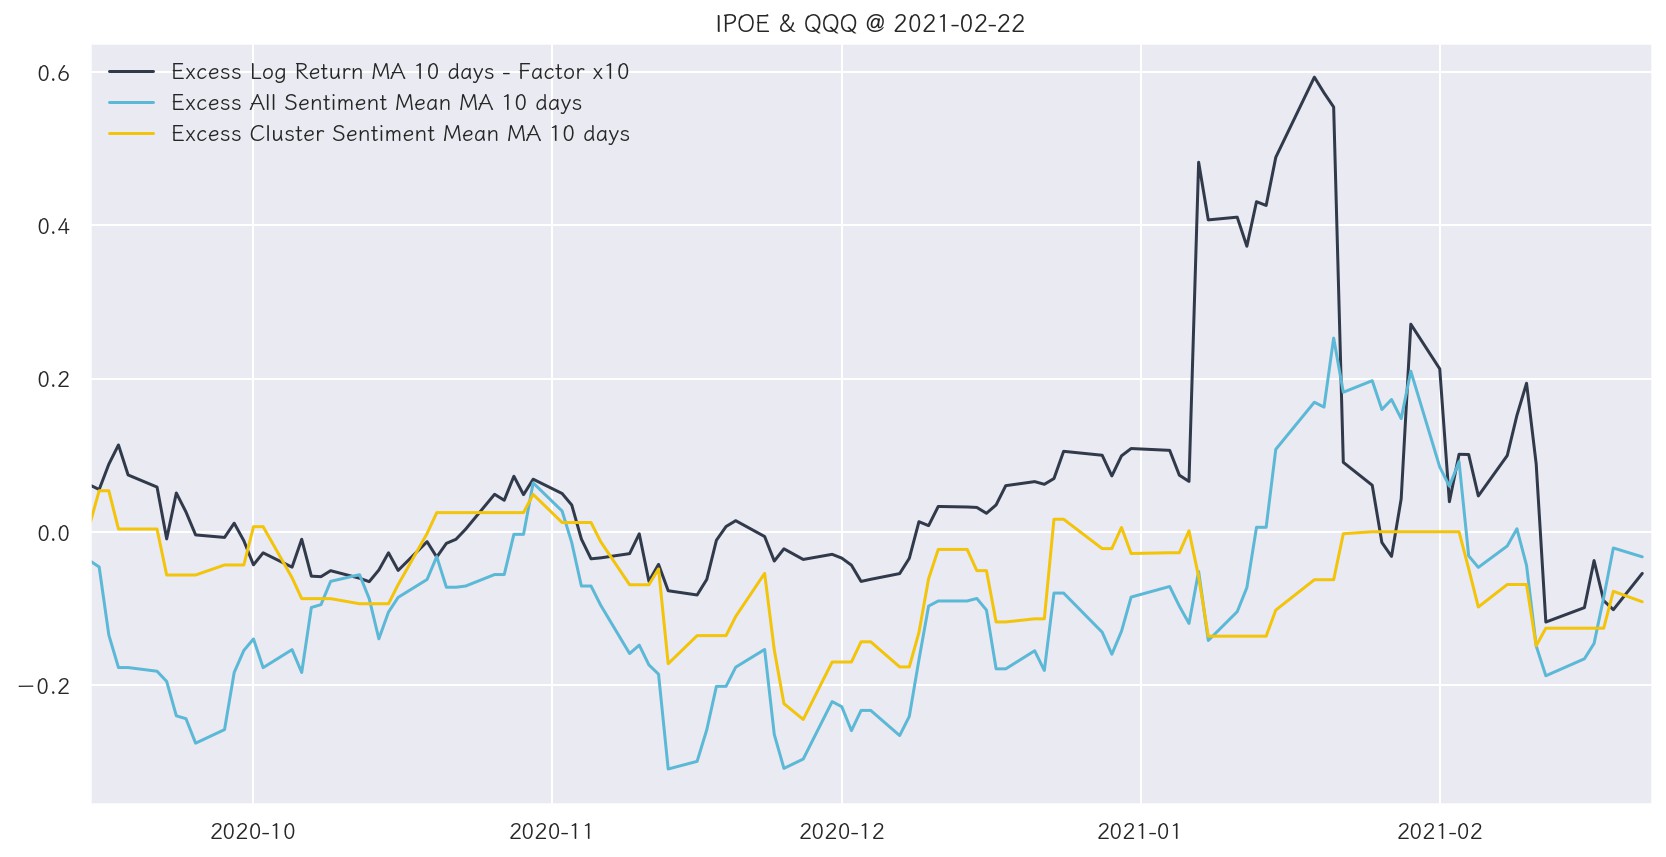 IPOE & QQQ @ 2021-02-22
Excess Log Return MA 10 days - Factor x10
Excess All Sentiment Mean MA 10 days
Excess Cluster Sentiment Mean MA 10 days
0.6
0.4
0.2
0.0
−0.2
2020-10 2020-11 2020-12 2021-01 2021-02